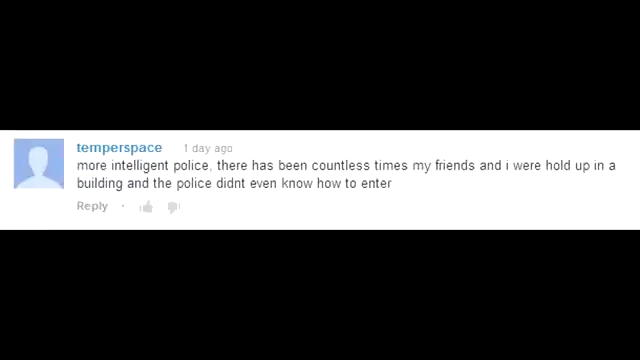 temperspace 1 day ago
more intelligent police, there has been countless times my friends and i were hold up in a
building and the police didnt even know how to enter
Reply ·